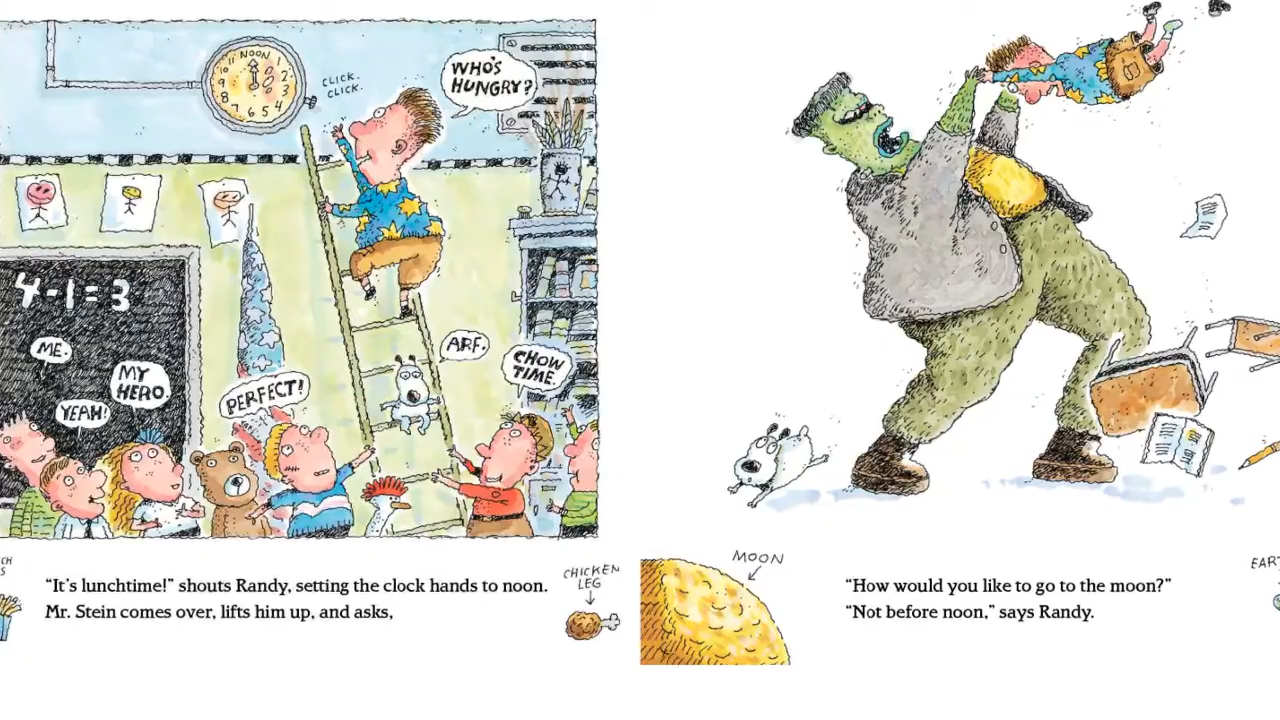 NOON
CLICK.
CLICK.
WHO'S
HUNGRY?
4-1=3
ME.
MY
HERO.
YEAH!
PERFECT!
ARF.
CHOW
TIME.
“It's lunchtime!” shouts Randy, setting the clock hands to noon.
Mr. Stein comes over, lifts him up, and asks,
CHICKEN
LEG
MOON
“How would you like to go to the moon?”
“Not before noon,” says Randy.